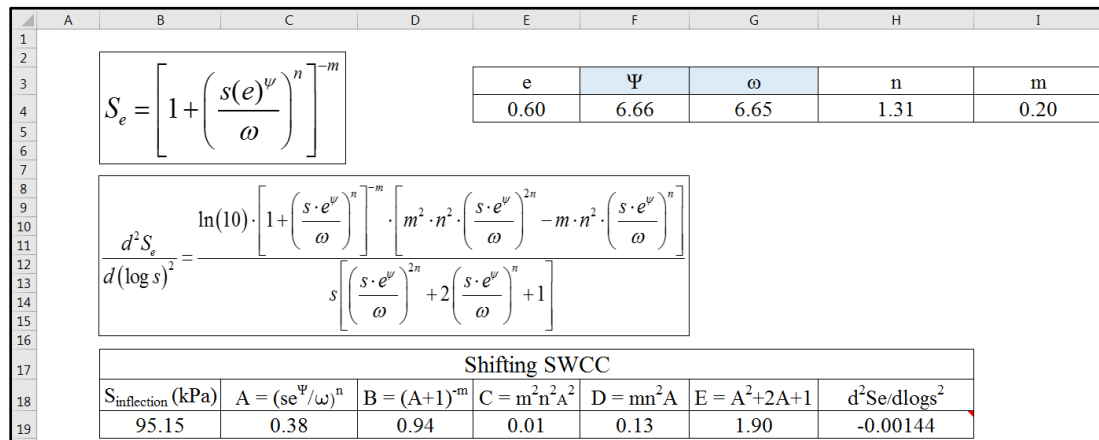 A B C D E F G H I
1
2
3
4
5
6
7
8
9
10
11
12
13
14
15
16
17
18
19
S_e = [1+(s(e)^ψ/ω)^n]^{-m}
e Ψ ω n m
0.60 6.66 6.65 1.31 0.20
d²S_e/d(log s)² = ln(10)·[1+(s·e^ψ/ω)^n]^{-m}·[m²·n²·(s·e^ψ/ω)^{2n}−m·n²·(s·e^ψ/ω)^n] / s[(s·e^ψ/ω)^{2n}+2(s·e^ψ/ω)^n+1]
Shifting SWCC
S_inflection (kPa) A = (se^Ψ/ω)^n B = (A+1)^-m C = m²n²A² D = mn²A E = A²+2A+1 d²Se/dlogs²
95.15 0.38 0.94 0.01 0.13 1.90 -0.00144